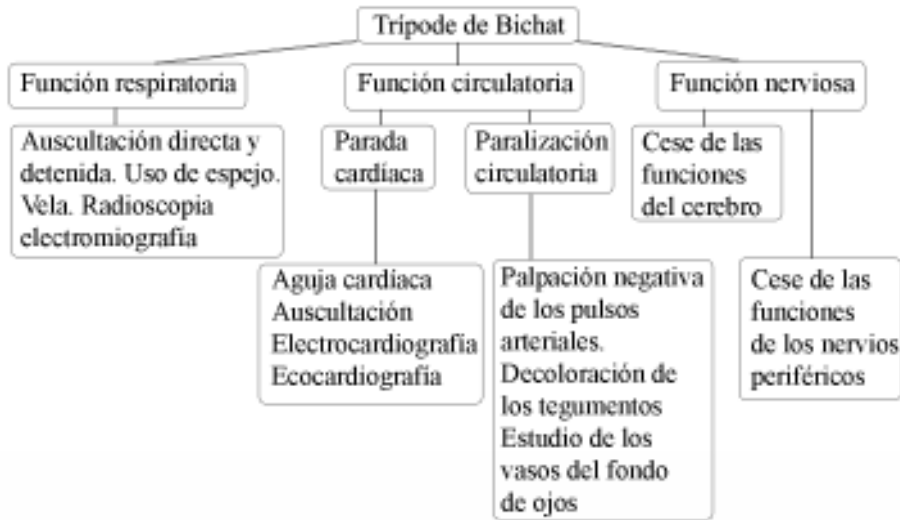 Trípode de Bichat
Función respiratoria
Función circulatoria
Función nerviosa
Auscultación directa y
detenida. Uso de espejo.
Vela. Radioscopia
electromiografía
Parada
cardíaca
Paralización
circulatoria
Cese de las
funciones
del cerebro
Aguja cardíaca
Auscultación
Electrocardiografía
Ecocardiografía
Palpación negativa
de los pulsos
arteriales.
Decoloración de
los tegumentos
Estudio de los
vasos del fondo
de ojos
Cese de las
funciones
de los nervios
periféricos